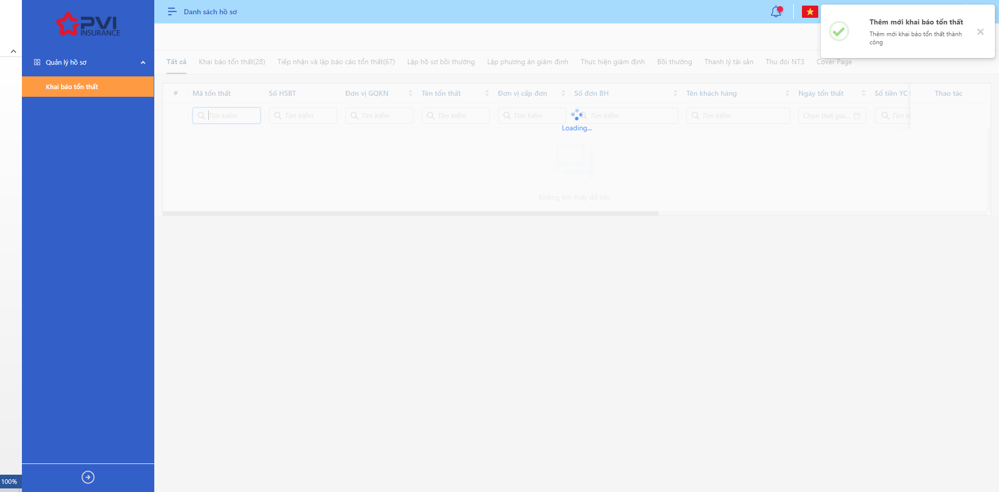 PVI
INSURANCE
Danh sách hồ sơ
Thêm mới khai báo tổn thất
Thêm mới khai báo tổn thất thành
công
Quản lý hồ sơ
Khai báo tổn thất
Tất cả Khai báo tổn thất(28) Tiếp nhận và lập báo cáo tổn thất(67) Lập hồ sơ bồi thường Lập phương án giám định Thực hiện giám định Bồi thường Thanh lý tài sản Thu đòi NT3 Cover Page
# Mã tổn thất Số HSBT Đơn vị GQKN Tên tổn thất Đơn vị cấp đơn Số đơn BH Tên khách hàng Ngày tổn thất Số tiền YC Thao tác
Tìm kiếm Tìm kiếm Tìm kiếm Tìm kiếm Tìm kiếm Tìm kiếm Tìm kiếm Chọn thời gia... Tìm k
Loading...
Không tìm thấy dữ liệu
100%